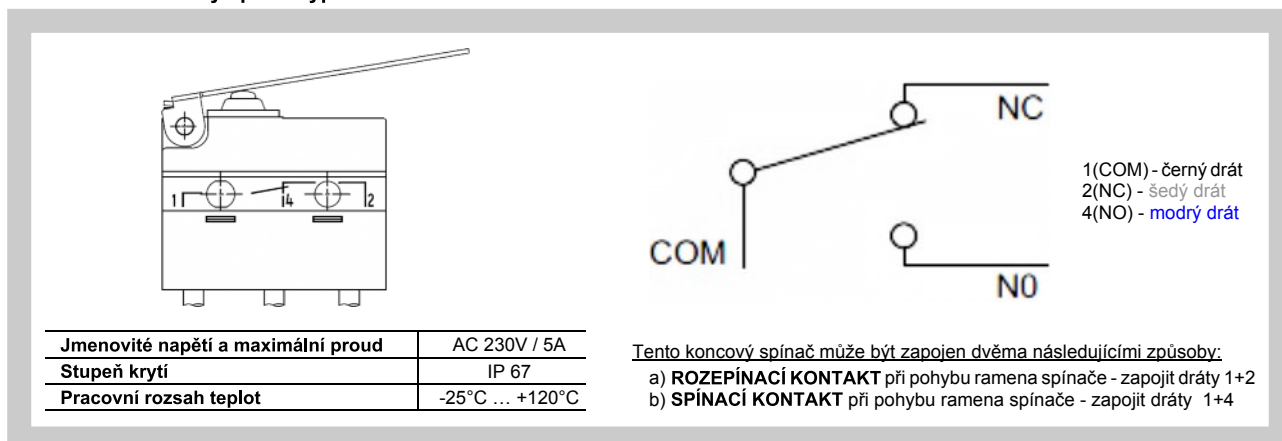 1 4 2
NC
COM
N0
1(COM) - černý drát
2(NC) - šedý drát
4(NO) - modrý drát
Jmenovité napětí a maximální proud AC 230V / 5A
Stupeň krytí IP 67
Pracovní rozsah teplot -25°C … +120°C
Tento koncový spínač může být zapojen dvěma následujícími způsoby:
a) ROZEPÍNACÍ KONTAKT při pohybu ramena spínače - zapojit dráty 1+2
b) SPÍNACÍ KONTAKT při pohybu ramena spínače - zapojit dráty 1+4